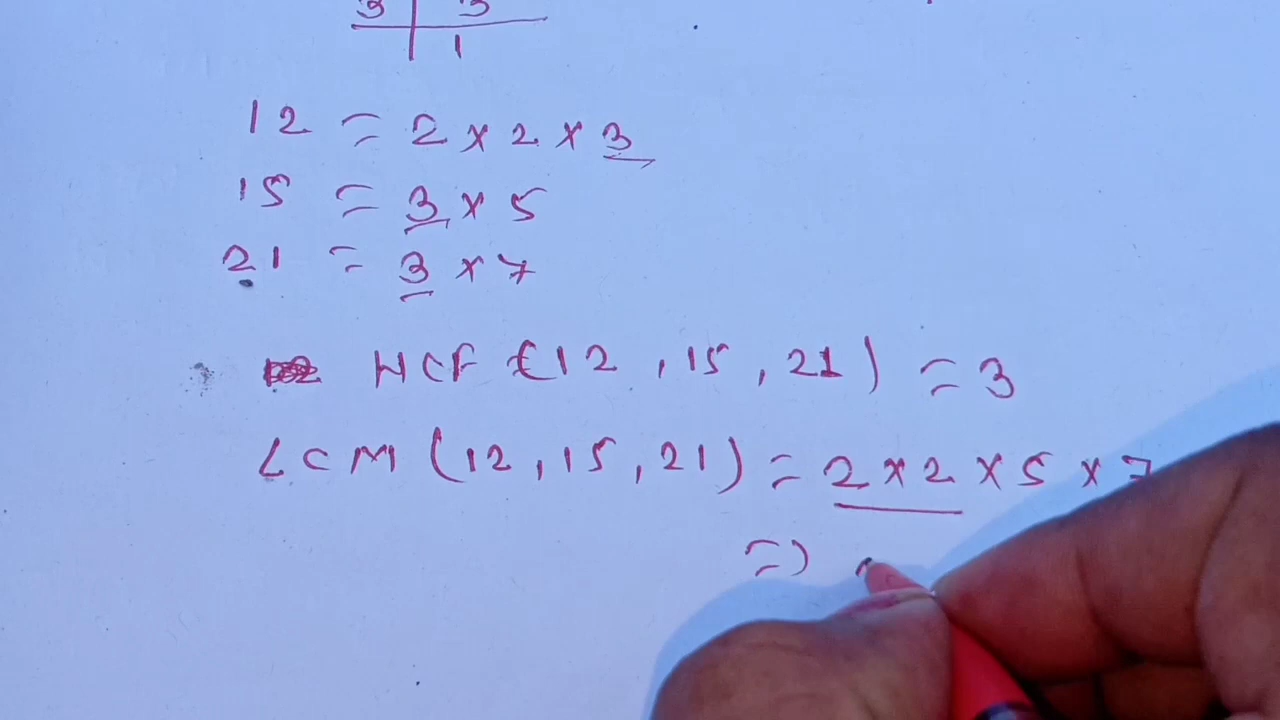 3 | 3
1
12 = 2 × 2 × 3
15 = 3 × 5
21 = 3 × 7
HCF (12, 15, 21) = 3
LCM (12, 15, 21) = 2 × 2 × 5 × 7
=)